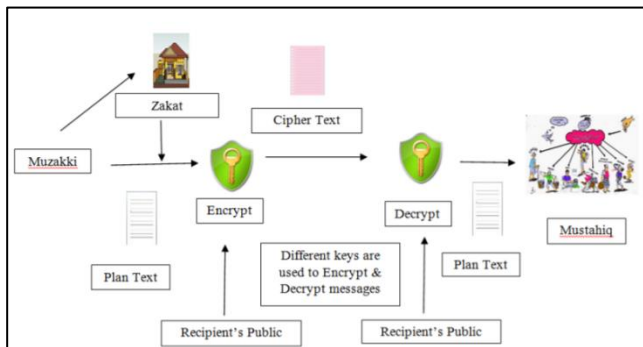 Zakat
Cipher Text
Muzakki
Encrypt
Decrypt
Mustahiq
Plan Text
Different keys are
used to Encrypt &
Decrypt messages
Plan Text
Recipient's Public
Recipient's Public